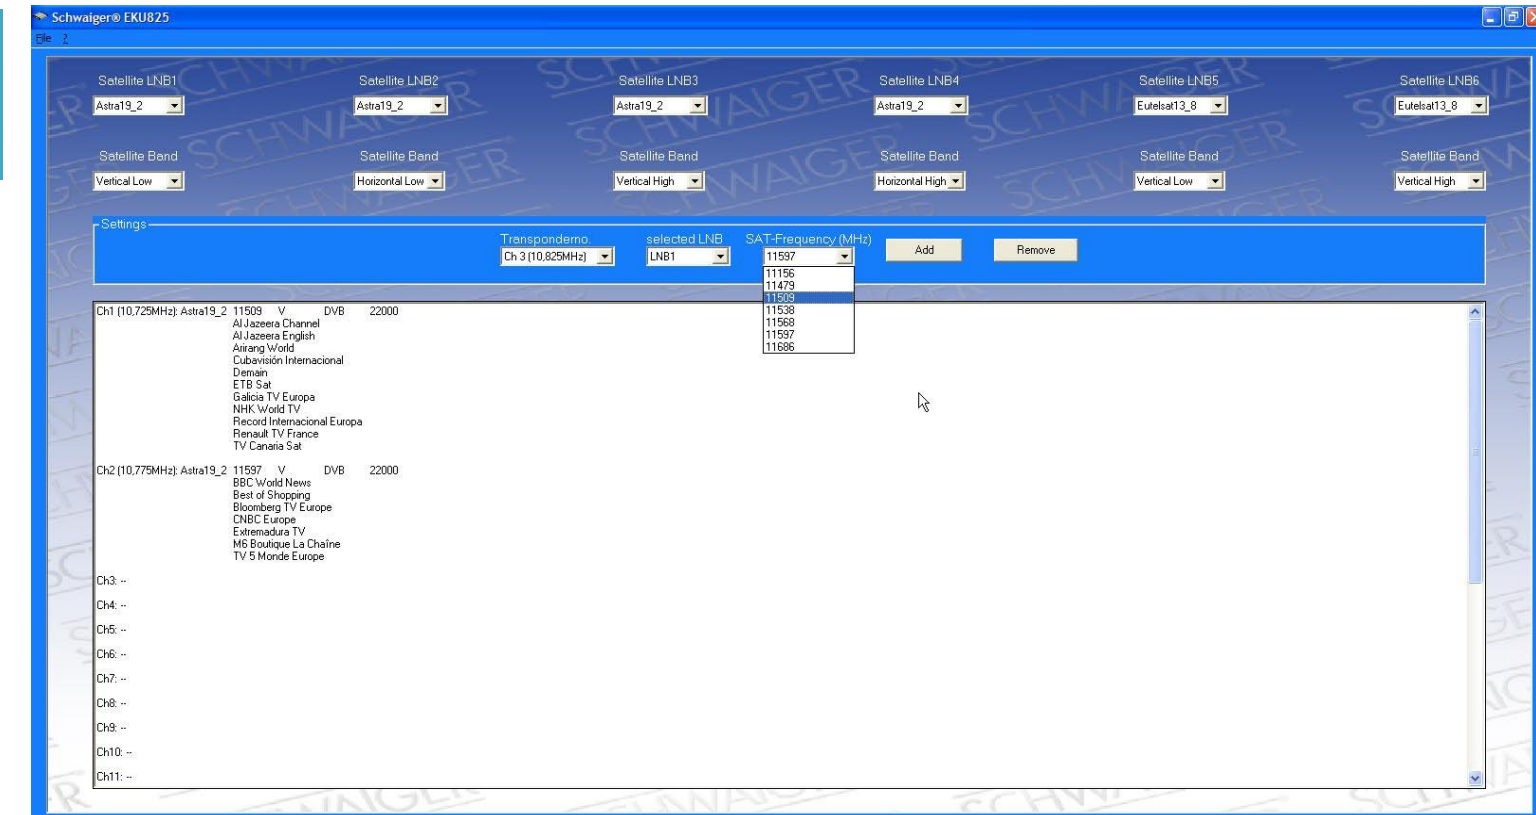 Schwaiger® EKU825
File ?
Satellite LNB1 Satellite LNB2 Satellite LNB3 Satellite LNB4 Satellite LNB5 Satellite LNB6
Astra19_2 Astra19_2 Astra19_2 Astra19_2 Eutelsat13_8 Eutelsat13_8
Satellite Band Satellite Band Satellite Band Satellite Band Satellite Band Satellite Band
Vertical Low Horizontal Low Vertical High Horizontal High Vertical Low Vertical High
Settings
Transponderno. selected LNB SAT-Frequency (MHz)
Ch 3 (10,825MHz) LNB1 11597 Add Remove
11156
11479
11509
11538
11568
11597
11686
Ch1 (10,725MHz): Astra19_2 11509 V DVB 22000
Al Jazeera Channel
Al Jazeera English
Arirang World
Cubavisión Internacional
Demain
ETB Sat
Galicia TV Europa
NHK World TV
Record Internacional Europa
Renault TV France
TV Canaria Sat
Ch2 (10,775MHz): Astra19_2 11597 V DVB 22000
BBC World News
Best of Shopping
Bloomberg TV Europe
CNBC Europe
Extremadura TV
M6 Boutique La Chaîne
TV 5 Monde Europe
Ch3: --
Ch4: --
Ch5: --
Ch6: --
Ch7: --
Ch8: --
Ch9: --
Ch10: --
Ch11: --